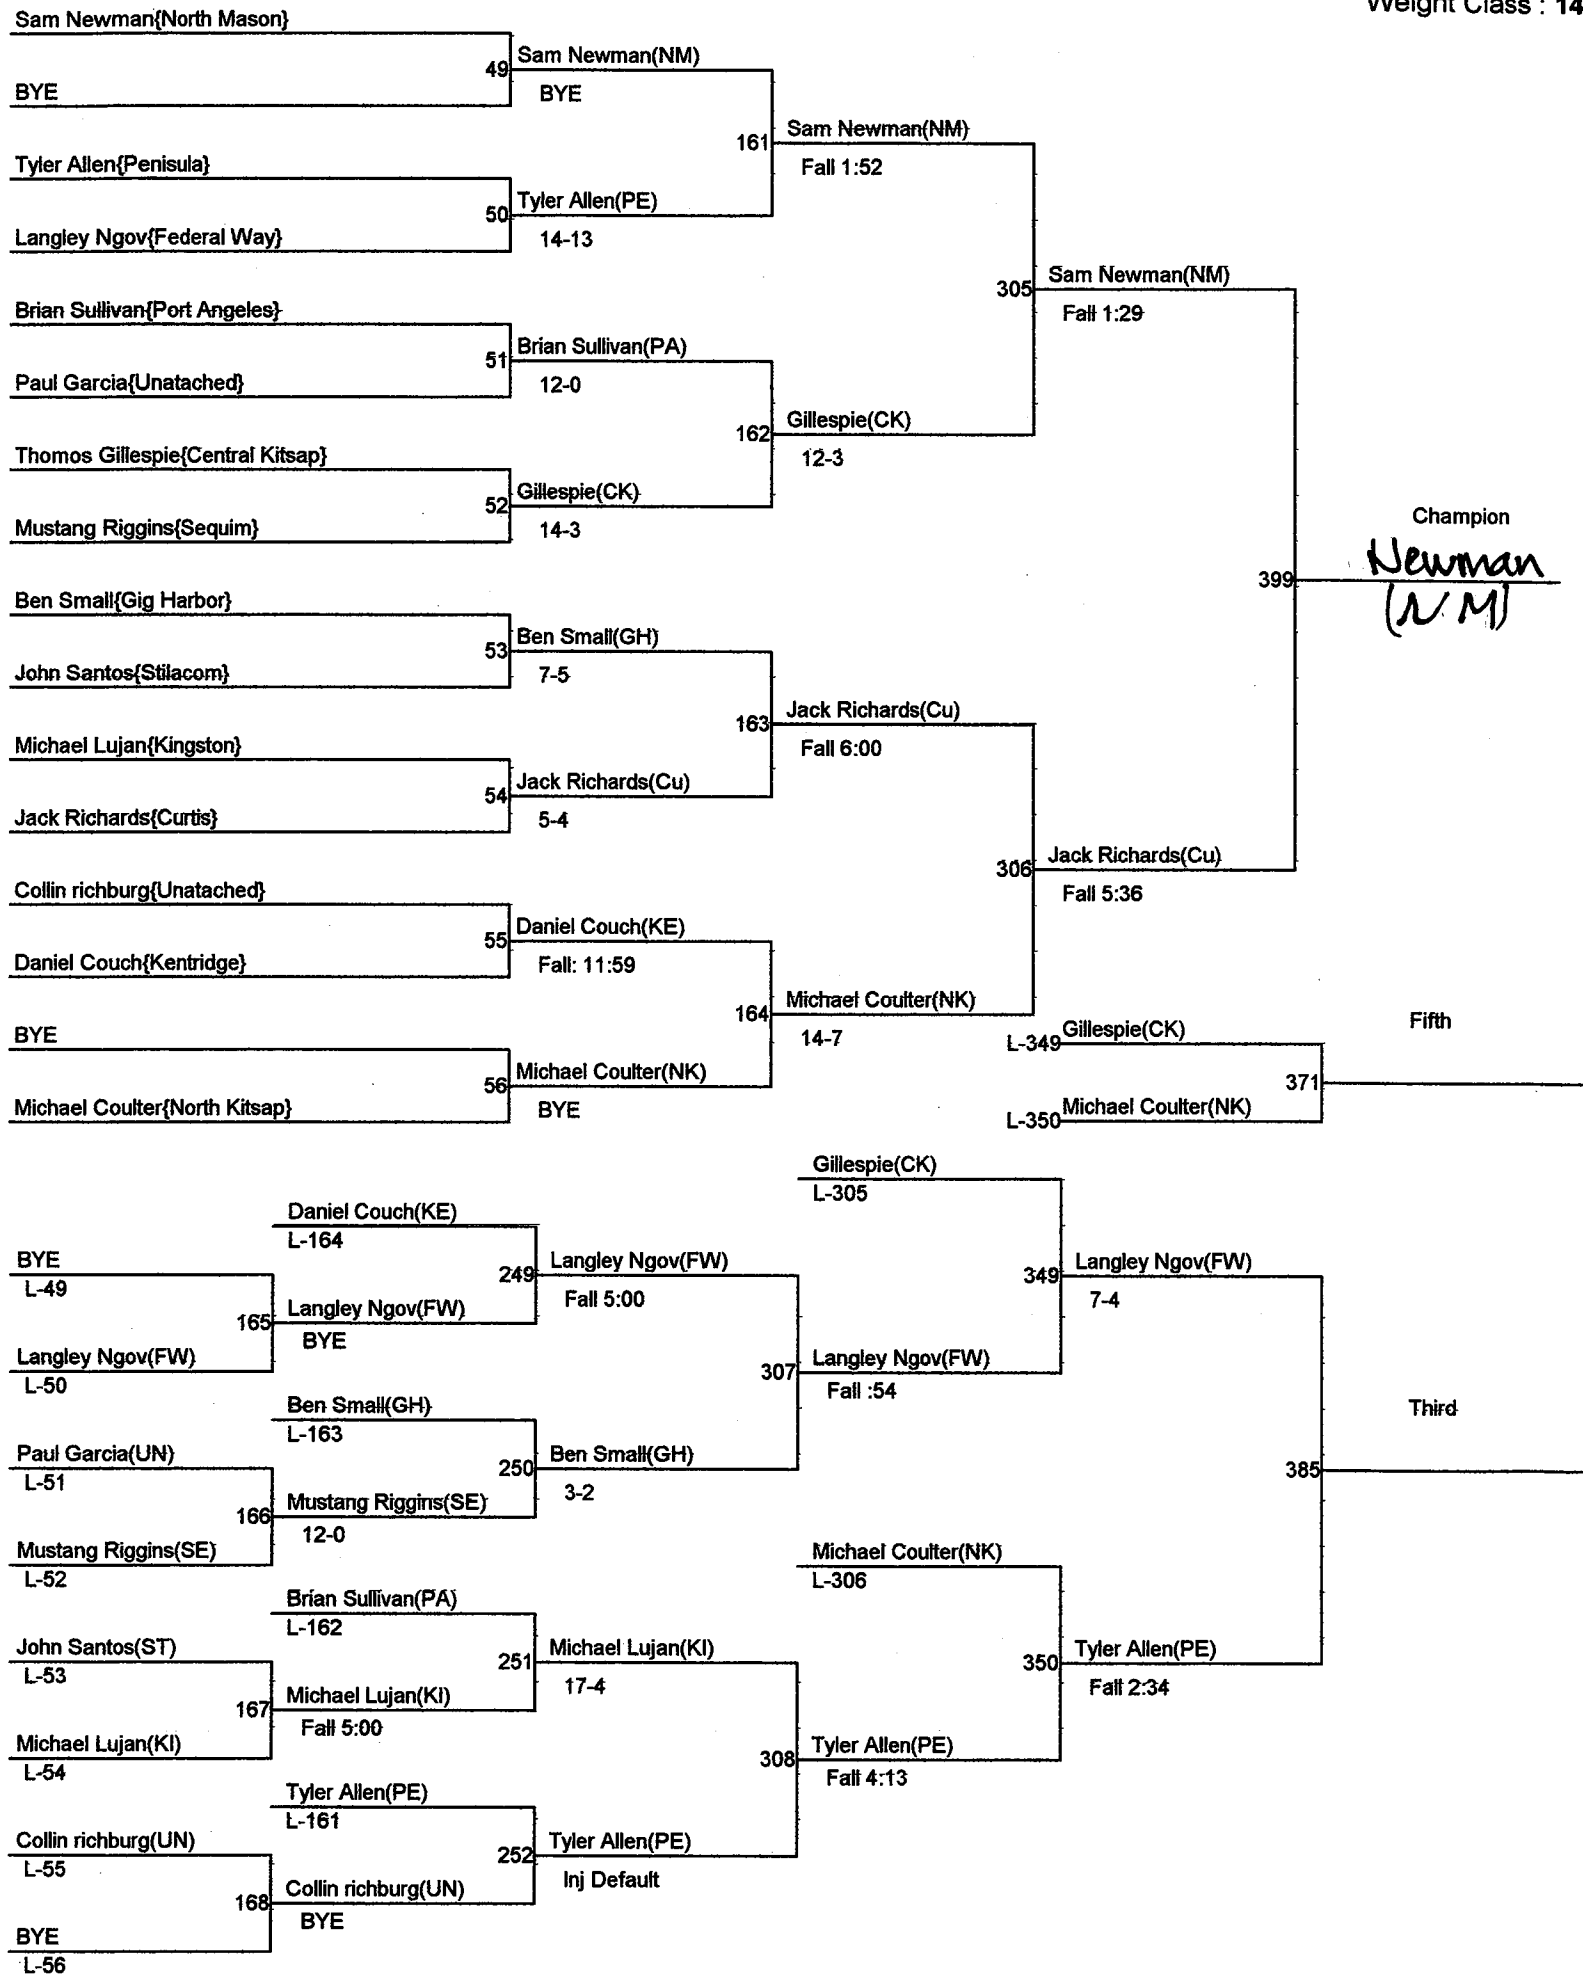 Weight Class : 14
Sam Newman{North Mason}
49
Sam Newman(NM)
BYE
BYE
161
Sam Newman(NM)
Fall 1:52
Tyler Allen{Penisula}
50
Tyler Allen(PE)
14-13
Langley Ngov{Federal Way}
305
Sam Newman(NM)
Fall 1:29
Brian Sullivan{Port Angeles}
51
Brian Sullivan(PA)
12-0
Paul Garcia{Unatached}
162
Gillespie(CK)
12-3
Thomos Gillespie{Central Kitsap}
52
Gillespie(CK)
14-3
Mustang Riggins{Sequim}
Champion
399
Newman
(NM)
Ben Small{Gig Harbor}
53
Ben Small(GH)
7-5
John Santos{Stilacom}
163
Jack Richards(Cu)
Fall 6:00
Michael Lujan{Kingston}
54
Jack Richards(Cu)
5-4
Jack Richards{Curtis}
306
Jack Richards(Cu)
Fall 5:36
Collin richburg{Unatached}
55
Daniel Couch(KE)
Fall: 11:59
Daniel Couch{Kentridge}
164
Michael Coulter(NK)
14-7
BYE
56
Michael Coulter(NK)
BYE
Michael Coulter{North Kitsap}
L-349
Gillespie(CK)
Fifth
371
L-350
Michael Coulter(NK)
Gillespie(CK)
L-305
Daniel Couch(KE)
L-164
BYE
L-49
249
Langley Ngov(FW)
Fall 5:00
349
Langley Ngov(FW)
7-4
165
Langley Ngov(FW)
BYE
Langley Ngov(FW)
L-50
307
Langley Ngov(FW)
Fall :54
Ben Small(GH)
L-163
Third
Paul Garcia(UN)
L-51
250
Ben Small(GH)
3-2
385
166
Mustang Riggins(SE)
12-0
Mustang Riggins(SE)
L-52
Michael Coulter(NK)
L-306
Brian Sullivan(PA)
L-162
John Santos(ST)
L-53
251
Michael Lujan(KI)
17-4
350
Tyler Allen(PE)
Fall 2:34
167
Michael Lujan(KI)
Fall 5:00
Michael Lujan(KI)
L-54
308
Tyler Allen(PE)
Fall 4:13
Tyler Allen(PE)
L-161
Collin richburg(UN)
L-55
252
Tyler Allen(PE)
Inj Default
168
Collin richburg(UN)
BYE
BYE
L-56